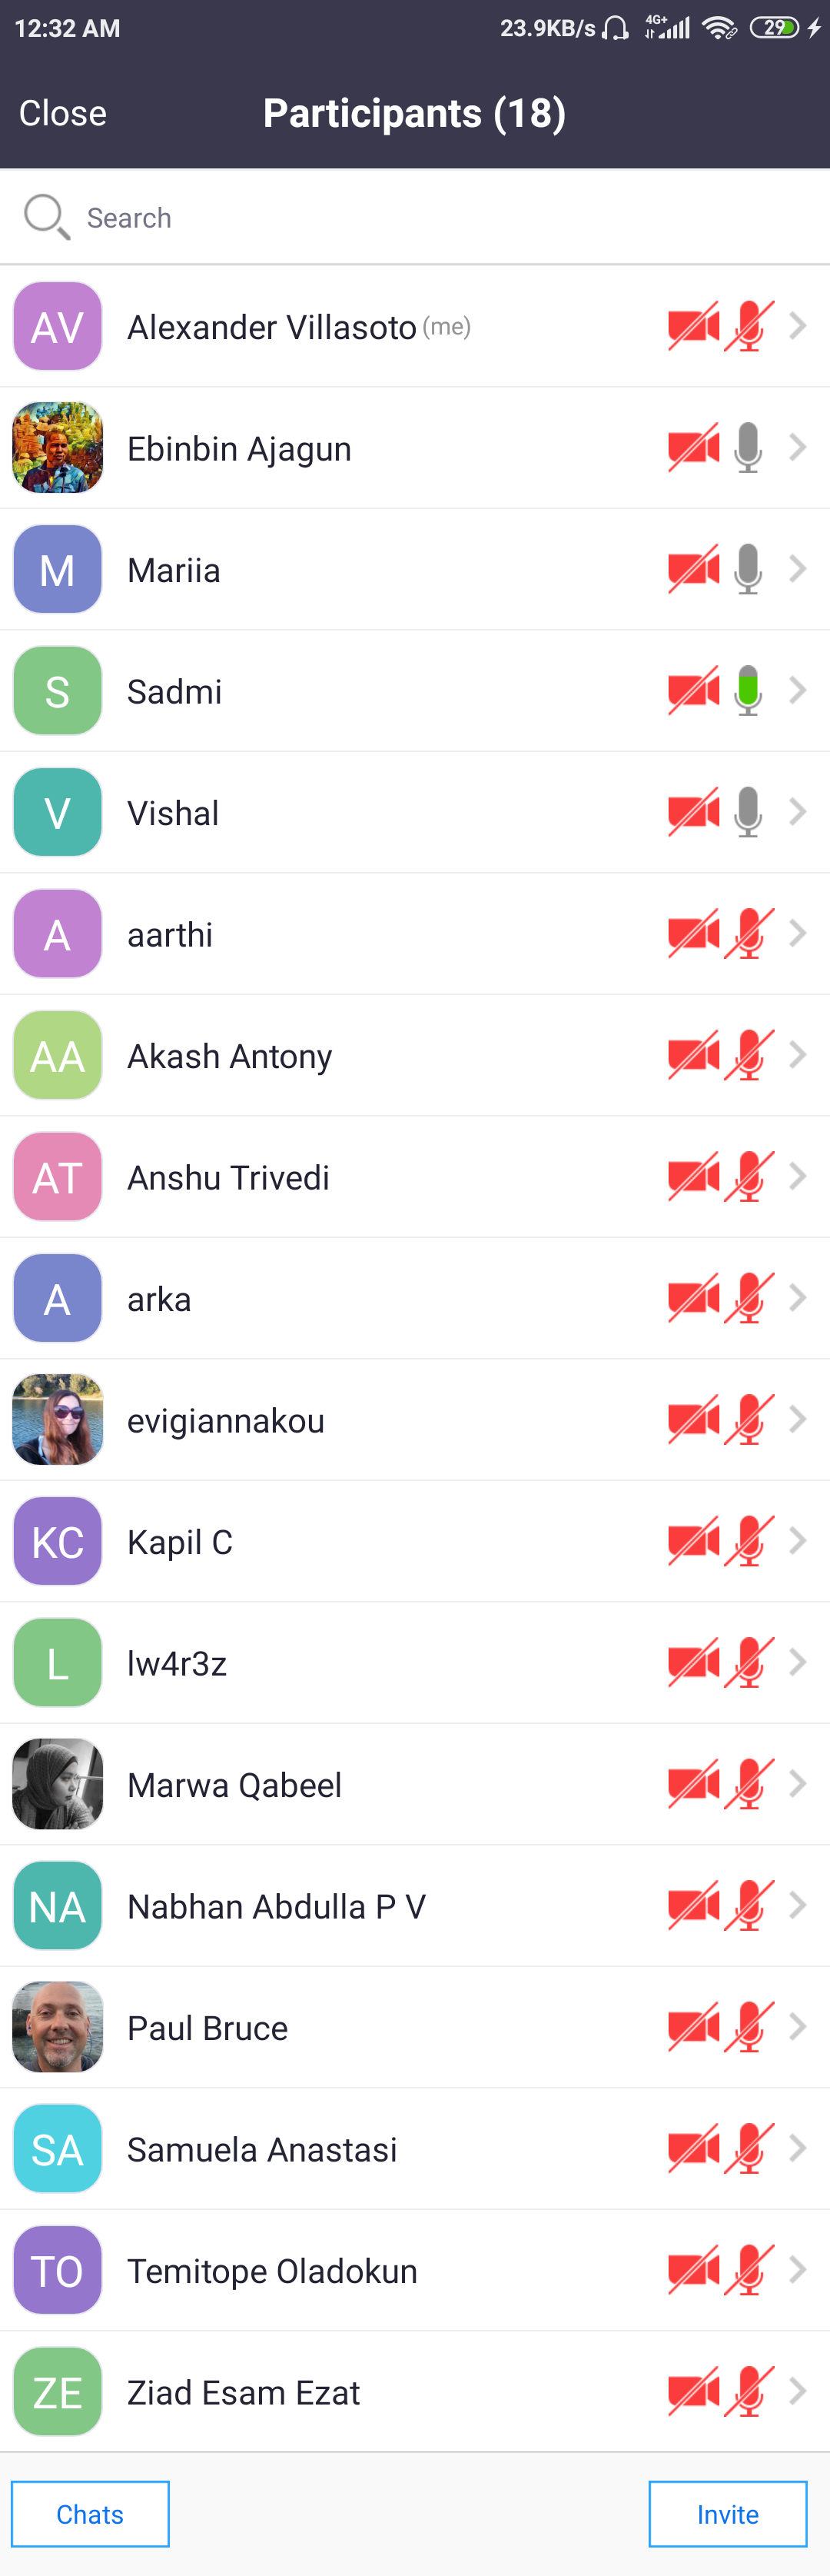 12:32 AM 23.9KB/s 4G+ 29
Close Participants (18)
Search
AV Alexander Villasoto (me)
Ebinbin Ajagun
M Mariia
S Sadmi
V Vishal
A aarthi
AA Akash Antony
AT Anshu Trivedi
A arka
evigiannakou
KC Kapil C
L lw4r3z
Marwa Qabeel
NA Nabhan Abdulla P V
Paul Bruce
SA Samuela Anastasi
TO Temitope Oladokun
ZE Ziad Esam Ezat
Chats Invite